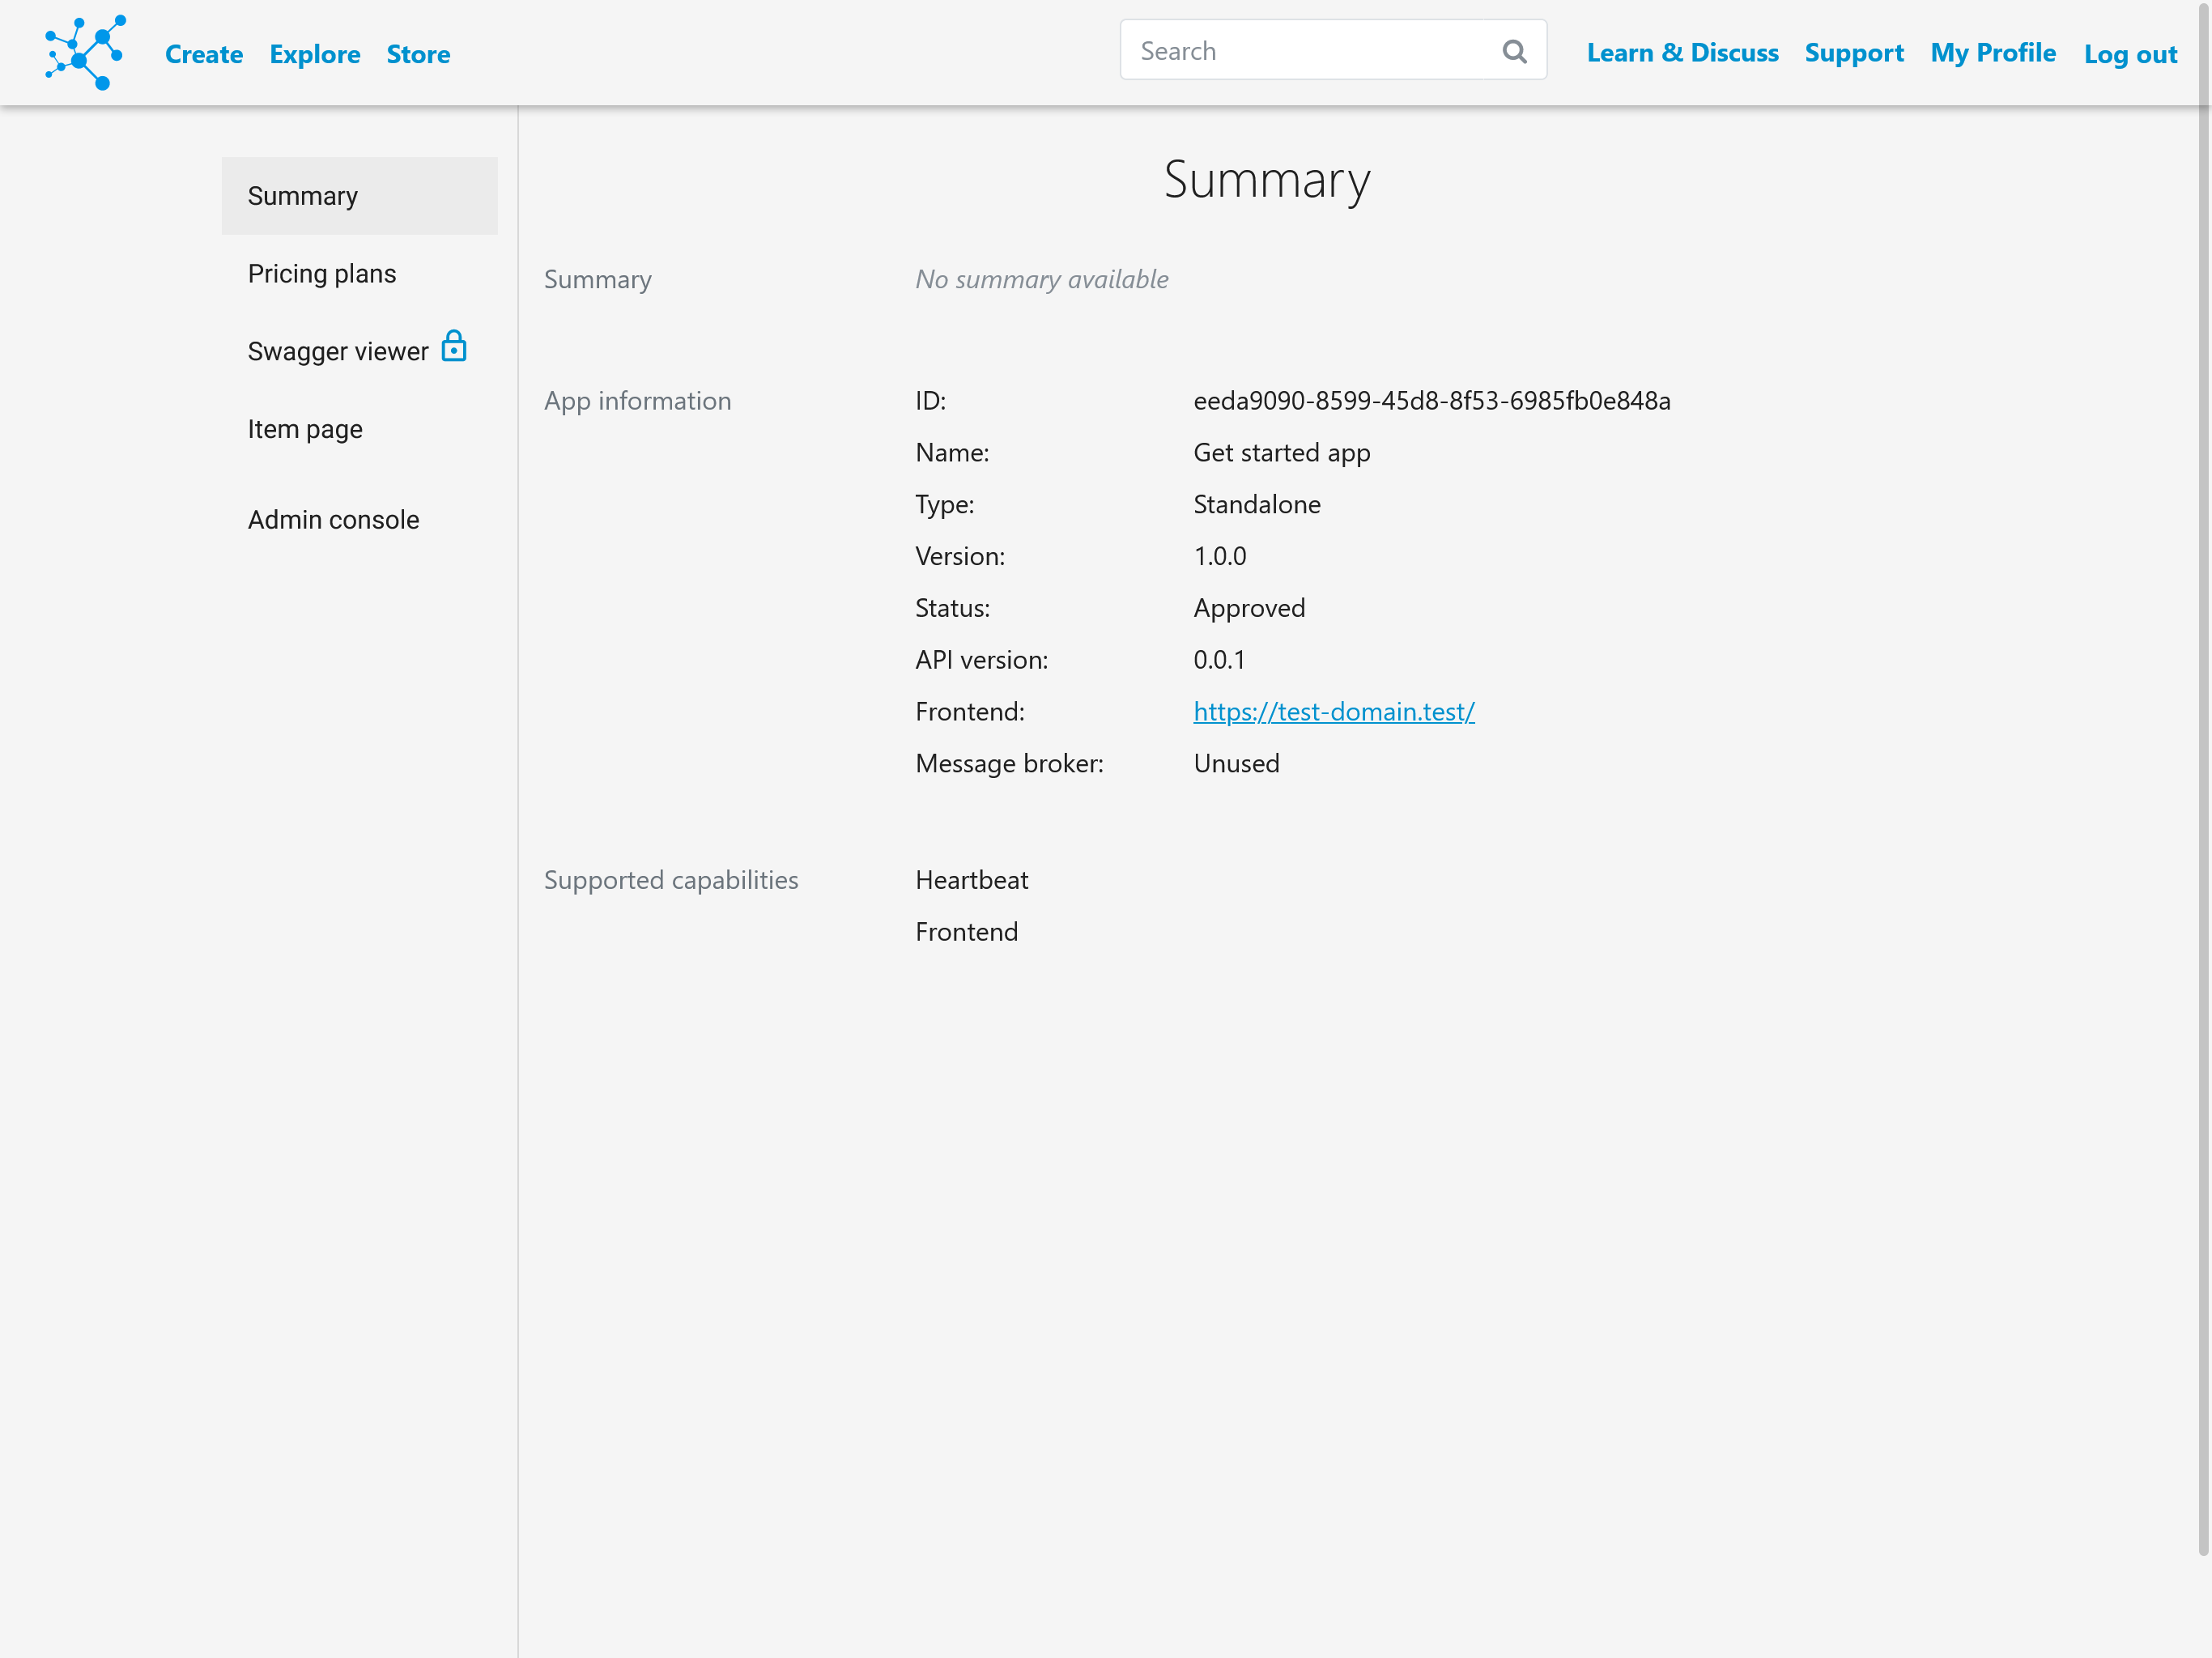 Create Explore Store Search Learn & Discuss Support My Profile Log out
Summary
Pricing plans
Swagger viewer
Item page
Admin console
Summary
Summary No summary available
App information ID: eeda9090-8599-45d8-8f53-6985fb0e848a
Name: Get started app
Type: Standalone
Version: 1.0.0
Status: Approved
API version: 0.0.1
Frontend: https://test-domain.test/
Message broker: Unused
Supported capabilities Heartbeat
Frontend